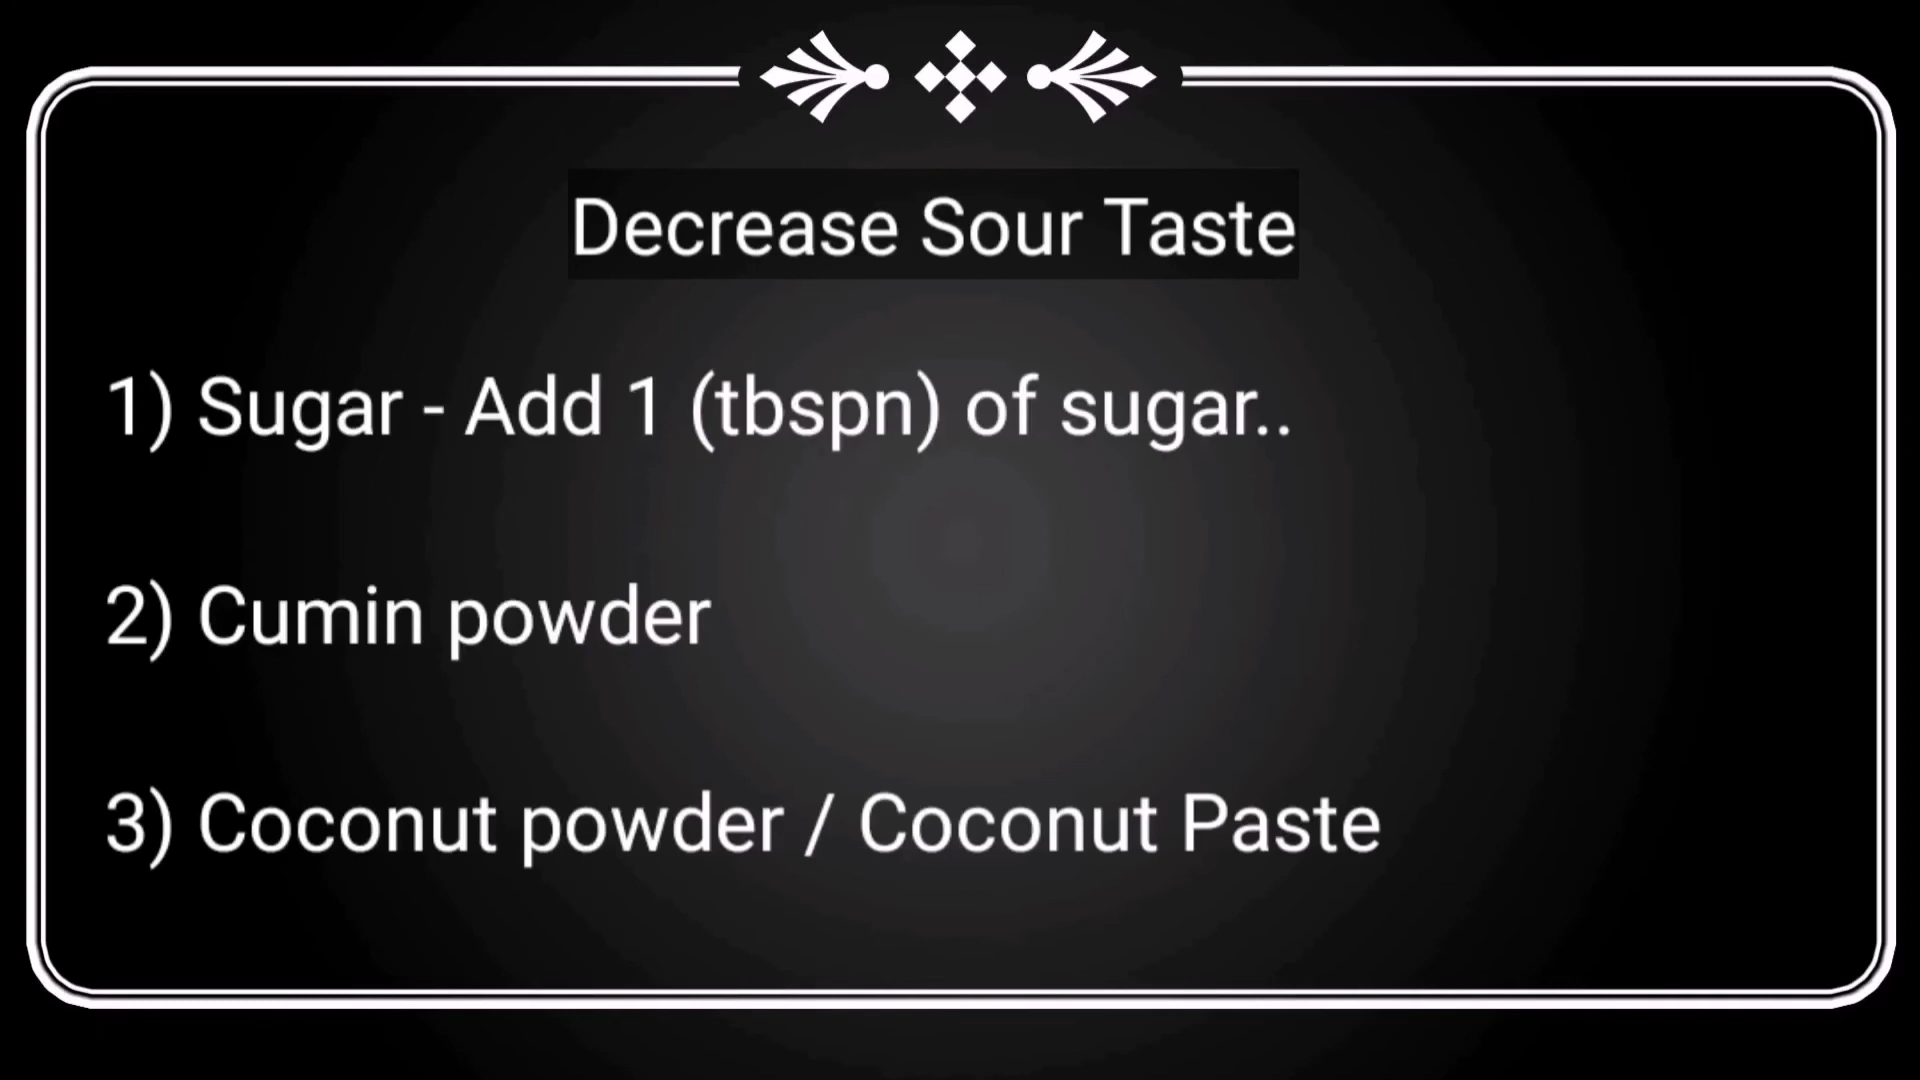 Decrease Sour Taste
1) Sugar - Add 1 (tbspn) of sugar..
2) Cumin powder
3) Coconut powder / Coconut Paste